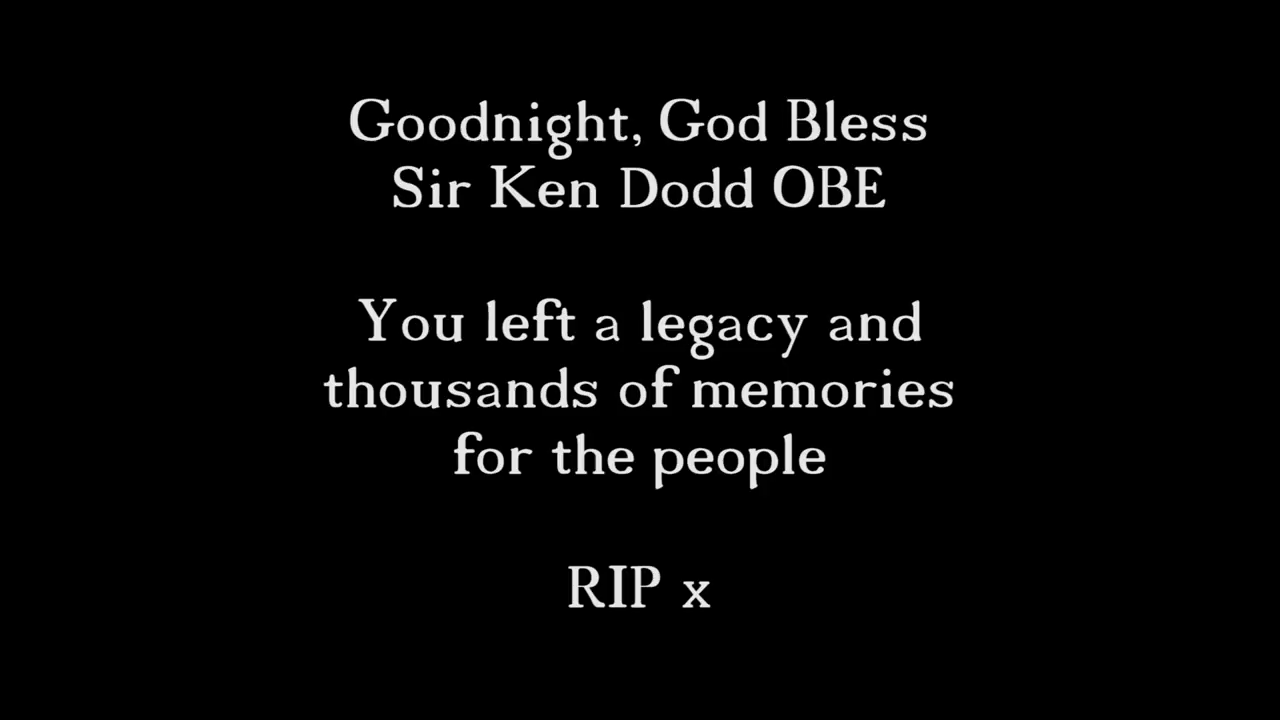 Goodnight, God Bless
Sir Ken Dodd OBE
You left a legacy and
thousands of memories
for the people
RIP x